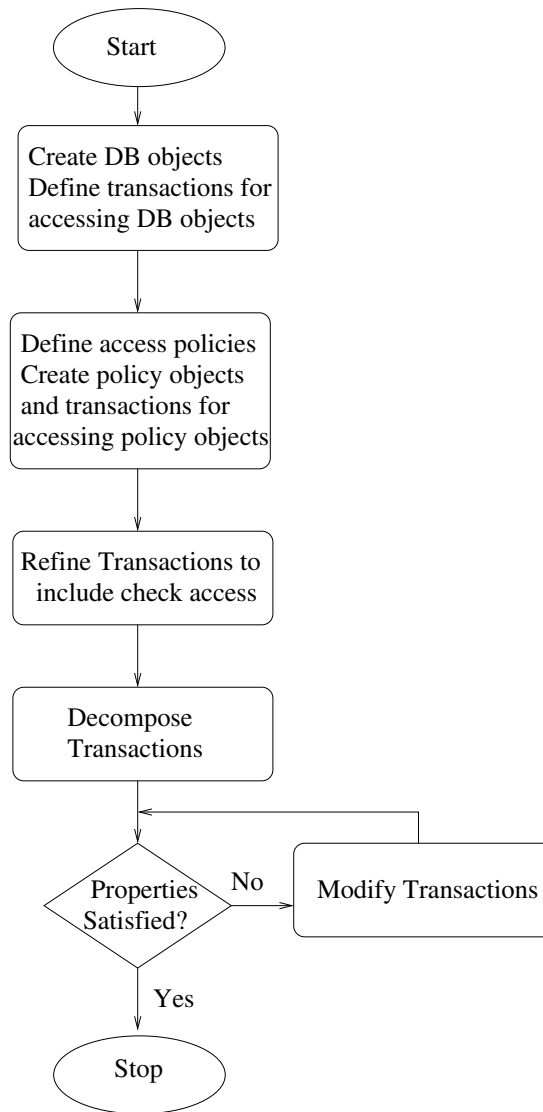 Start
Create DB objects
Define transactions for
accessing DB objects
Define access policies
Create policy objects
and transactions for
accessing policy objects
Refine Transactions to
include check access
Decompose
Transactions
Properties
Satisfied?
No
Modify Transactions
Yes
Stop